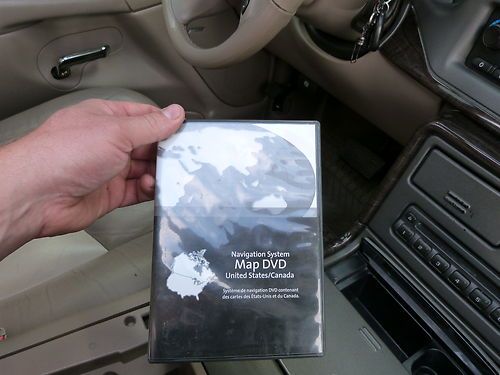 Navigation System
Map DVD
United States/Canada
Système de navigation DVD contenant
des cartes des États-Unis et du Canada.